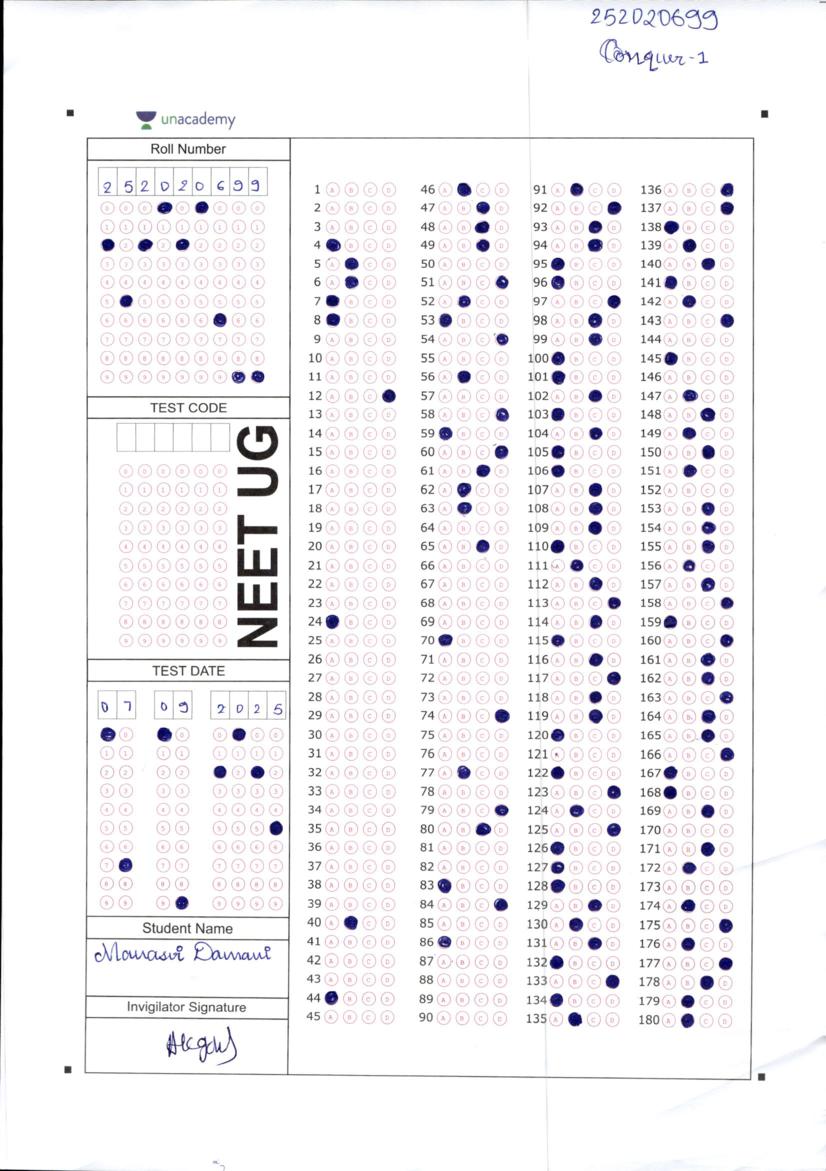 252020699
Conquer-1
unacademy
Roll Number
2 5 2 0 2 0 6 9 9
TEST CODE
NEET UG
TEST DATE
0 7 0 9 2 0 2 5
Student Name
Manasvi Damani
Invigilator Signature
1 A B C D 46 A C D 91 A C D 136 A B C
2 A B C D 47 A B D 92 A B C 137 A B C
3 A B C D 48 A B D 93 A B D 138 B C D
4 B C D 49 A B D 94 A B D 139 A C D
5 A C D 50 A B C D 95 B C D 140 A B D
6 A C D 51 A B C 96 B C D 141 B C D
7 B C D 52 A C D 97 A B C 142 A C D
8 B C D 53 B C D 98 A B D 143 A B C
9 A B C D 54 A B C 99 A B D 144 A B C D
10 A B C D 55 A B C D 100 B C D 145 B C D
11 A B C D 56 A C D 101 B C D 146 A B C D
12 A B C 57 A B C D 102 A B D 147 A C D
13 A B C D 58 A B C 103 B C D 148 A B D
14 A B C D 59 B C D 104 A B D 149 A C D
15 A B C D 60 A B C 105 B C D 150 A B D
16 A B C D 61 A B D 106 B C D 151 A C D
17 A B C D 62 A C D 107 A B D 152 A B C D
18 A B C D 63 A C D 108 A B D 153 A B D
19 A B C D 64 A B C D 109 A B D 154 A B D
20 A B C D 65 A B D 110 B C D 155 A B D
21 A B C D 66 A B C D 111 A C D 156 A C D
22 A B C D 67 A B C D 112 A B D 157 A B D
23 A B C D 68 A B C D 113 A B C 158 A B C
24 B C D 69 A B C D 114 A B D 159 B C D
25 A B C D 70 B C D 115 B C D 160 A B C
26 A B C D 71 A B C D 116 A B D 161 A B D
27 A B C D 72 A B C D 117 A B C 162 A B D
28 A B C D 73 A B C D 118 A B D 163 A B C
29 A B C D 74 A B C 119 A B D 164 A B D
30 A B C D 75 A B C D 120 B C D 165 A B D
31 A B C D 76 A B C D 121 A B C D 166 A B C
32 A B C D 77 A C D 122 B C D 167 B C D
33 A B C D 78 A B C D 123 A B C 168 B C D
34 A B C D 79 A B C 124 A C D 169 A B D
35 A B C D 80 A B D 125 A B C 170 A B C D
36 A B C D 81 A B C D 126 B C D 171 A B D
37 A B C D 82 A B C D 127 B C D 172 A C D
38 A B C D 83 B C D 128 B C D 173 A B C D
39 A B C D 84 A B C 129 A B D 174 A C D
40 A C D 85 A B C D 130 A C D 175 A B C
41 A B C D 86 B C D 131 A B D 176 A C D
42 A B C D 87 A B C D 132 B C D 177 A B C
43 A B C D 88 A B C D 133 A B C 178 A B D
44 B C D 89 A B C D 134 B C D 179 A C D
45 A B C D 90 A B C D 135 A C D 180 A C D